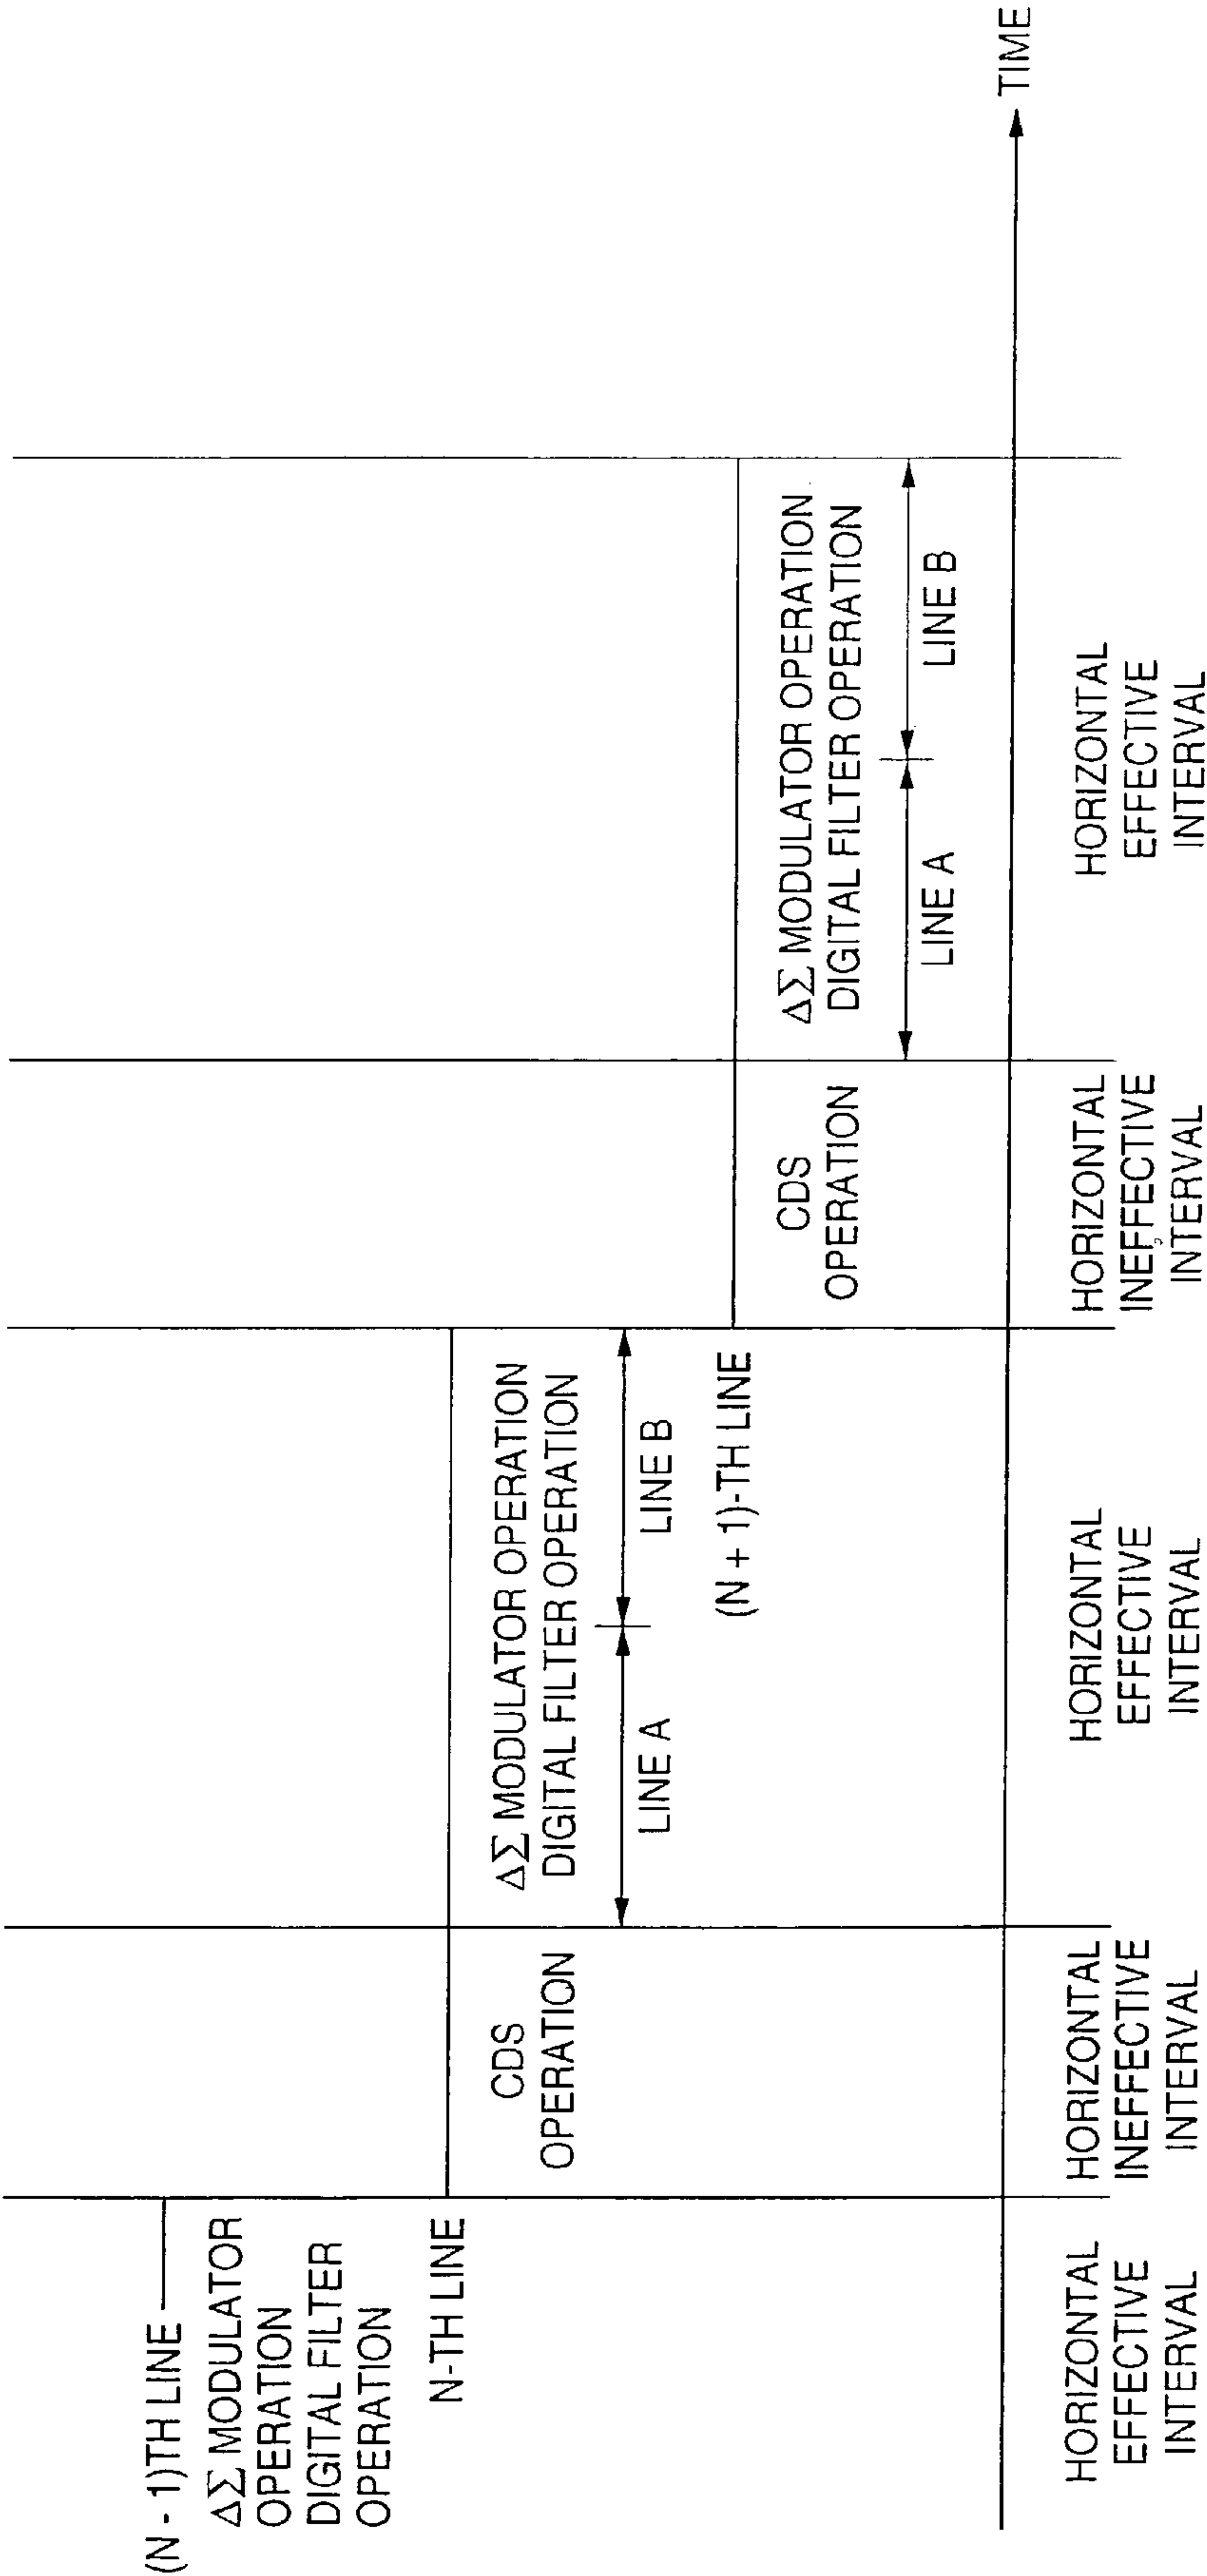 (N - 1)TH LINE
ΔΣ MODULATOR
OPERATION
DIGITAL FILTER
OPERATION
N-TH LINE
CDS
OPERATION
ΔΣ MODULATOR OPERATION
DIGITAL FILTER OPERATION
LINE A
LINE B
(N + 1)-TH LINE
CDS
OPERATION
ΔΣ MODULATOR OPERATION
DIGITAL FILTER OPERATION
LINE A
LINE B
TIME
HORIZONTAL
EFFECTIVE
INTERVAL
HORIZONTAL
INEFFECTIVE
INTERVAL
HORIZONTAL
EFFECTIVE
INTERVAL
HORIZONTAL
INEFFECTIVE
INTERVAL
HORIZONTAL
EFFECTIVE
INTERVAL